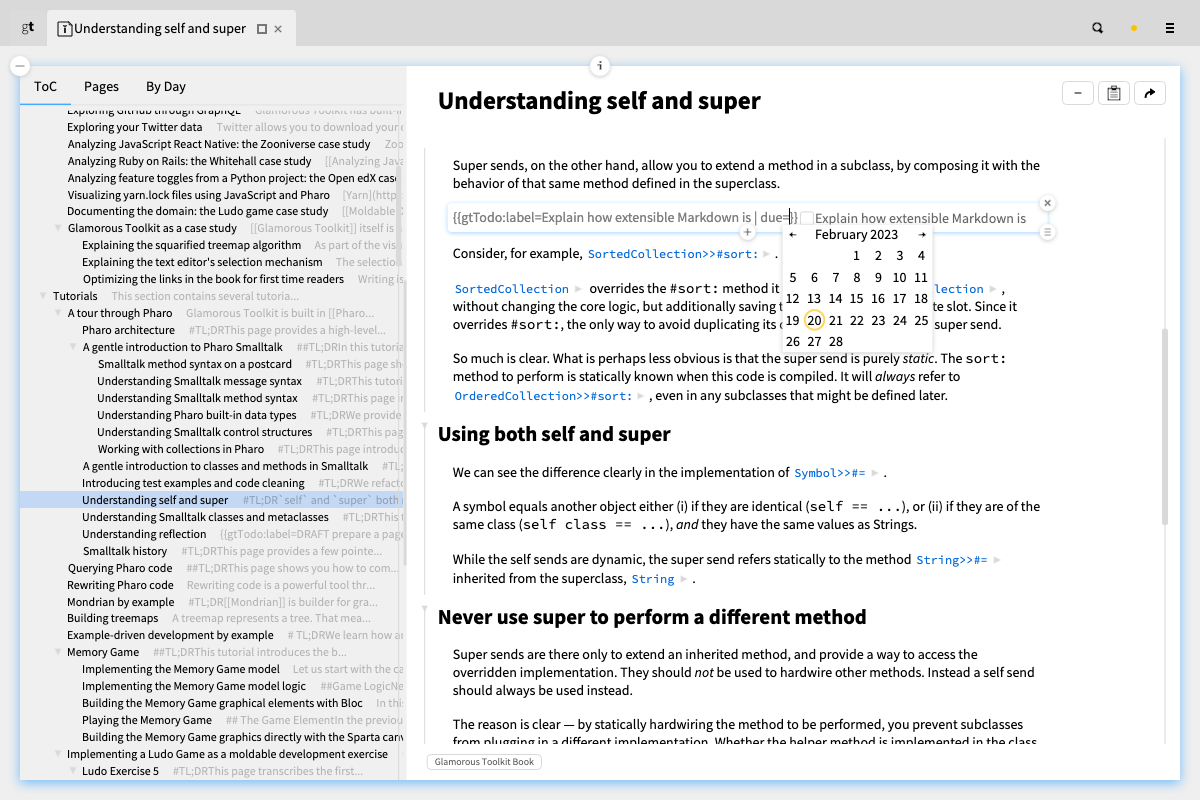 gt
Understanding self and super
ToC Pages By Day
Exploring GitHub through GraphQL Glamorous Toolkit has built-i
Exploring your Twitter data Twitter allows you to download your
Analyzing JavaScript React Native: the Zooniverse case study Zoo
Analyzing Ruby on Rails: the Whitehall case study [[Analyzing Jav
Analyzing feature toggles from a Python project: the Open edX case
Visualizing yarn.lock files using JavaScript and Pharo [Yarn](http
Documenting the domain: the Ludo game case study [[Moldable
Glamorous Toolkit as a case study [[Glamorous Toolkit] itself is
Explaining the squarified treemap algorithm As part of the vis
Explaining the text editor's selection mechanism The selectio
Optimizing the links in the book for first time readers Writing is
Tutorials This section contains several tutoria...
A tour through Pharo Glamorous Toolkit is built in [[Pharo...
Pharo architecture #TL;DRThis page provides a high-level...
A gentle introduction to Pharo Smalltalk ##TL;DRIn this tutoria
Smalltalk method syntax on a postcard #TL;DRThis page sh
Understanding Smalltalk message syntax #TL;DRThis tutori
Understanding Smalltalk method syntax #TL;DRThis page i
Understanding Pharo built-in data types #TL;DRWe provide
Understanding Smalltalk control structures #TL;DRThis pag
Working with collections in Pharo #TL;DRThis page introduc
A gentle introduction to classes and methods in Smalltalk #TL;
Introducing test examples and code cleaning #TL;DRWe refacto
Understanding self and super #TL;DR`self` and `super` both
Understanding Smalltalk classes and metaclasses #TL;DRThis t
Understanding reflection {{gtTodo:label=DRAFT prepare a page
Smalltalk history #TL;DRThis page provides a few pointe...
Querying Pharo code ##TL;DRThis page shows you how to com...
Rewriting Pharo code Rewriting code is a powerful tool thr...
Mondrian by example #TL;DR[[Mondrian]] is builder for gra...
Building treemaps A treemap represents a tree. That mea...
Example-driven development by example # TL;DRWe learn how a
Memory Game ##TL;DRThis tutorial introduces the b...
Implementing the Memory Game model Let us start with the ca
Implementing the Memory Game model logic ##Game LogicNe
Building the Memory Game graphical elements with Bloc In this
Playing the Memory Game ## The Game ElementIn the previou
Building the Memory Game graphics directly with the Sparta canv
Implementing a Ludo Game as a moldable development exercise
Ludo Exercise 5 #TL;DRThis page transcribes the first...
Understanding self and super
Super sends, on the other hand, allow you to extend a method in a subclass, by composing it with the
behavior of that same method defined in the superclass.
{{gtTodo:label=Explain how extensible Markdown is | due=}} Explain how extensible Markdown is
February 2023
1 2 3 4
5 6 7 8 9 10 11
12 13 14 15 16 17 18
19 20 21 22 23 24 25
26 27 28
Consider, for example, SortedCollection>>#sort: .
SortedCollection overrides the #sort: method it lection ,
without changing the core logic, but additionally saving t te slot. Since it
overrides #sort:, the only way to avoid duplicating its super send.
So much is clear. What is perhaps less obvious is that the super send is purely static. The sort:
method to perform is statically known when this code is compiled. It will always refer to
OrderedCollection>>#sort: , even in any subclasses that might be defined later.
Using both self and super
We can see the difference clearly in the implementation of Symbol>>#= .
A symbol equals another object either (i) if they are identical (self == ...), or (ii) if they are of the
same class (self class == ...), and they have the same values as Strings.
While the self sends are dynamic, the super send refers statically to the method String>>#=
inherited from the superclass, String .
Never use super to perform a different method
Super sends are there only to extend an inherited method, and provide a way to access the
overridden implementation. They should not be used to hardwire other methods. Instead a self send
should always be used instead.
The reason is clear — by statically hardwiring the method to be performed, you prevent subclasses
from plugging in a different implementation. Whether the helper method is implemented in the class
Glamorous Toolkit Book